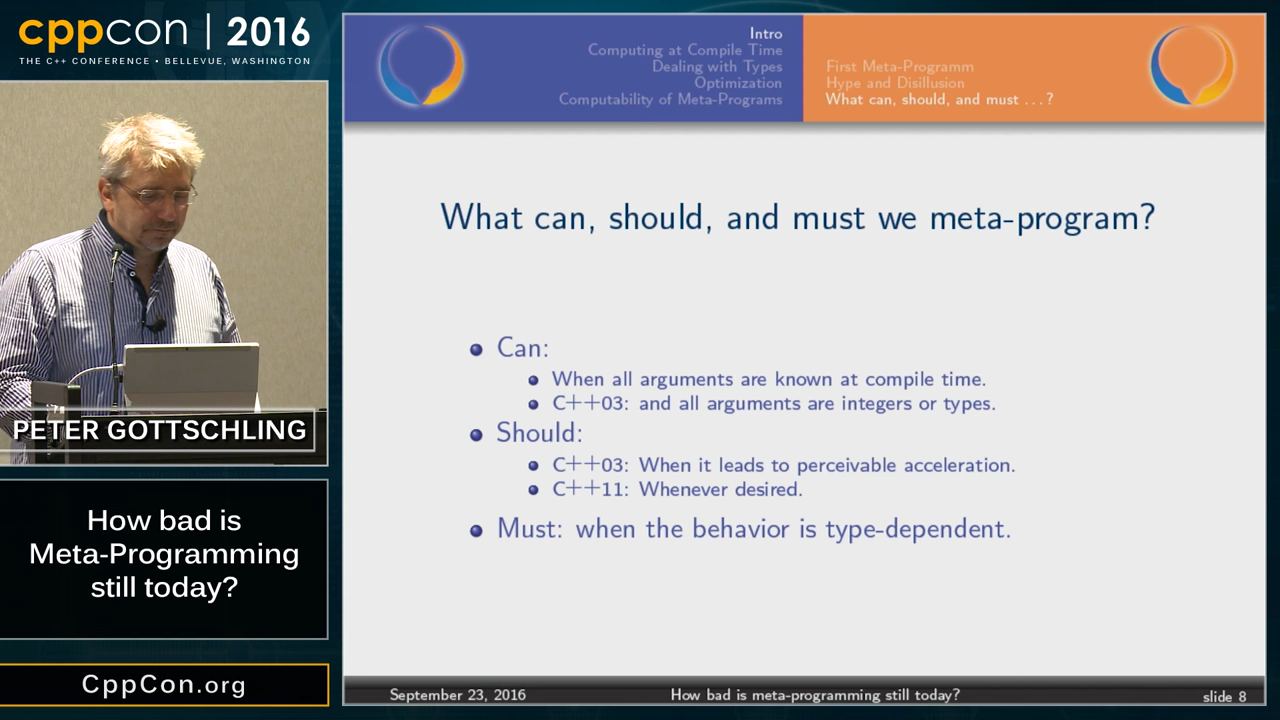 cppcon | 2016
THE C++ CONFERENCE • BELLEVUE, WASHINGTON
PETER GOTTSCHLING
How bad is
Meta-Programming
still today?
CppCon.org
Intro
Computing at Compile Time
Dealing with Types
Optimization
Computability of Meta-Programs
First Meta-Programm
Hype and Disillusion
What can, should, and must ...?
What can, should, and must we meta-program?
Can:
When all arguments are known at compile time.
C++03: and all arguments are integers or types.
Should:
C++03: When it leads to perceivable acceleration.
C++11: Whenever desired.
Must: when the behavior is type-dependent.
September 23, 2016
How bad is meta-programming still today?
slide 8